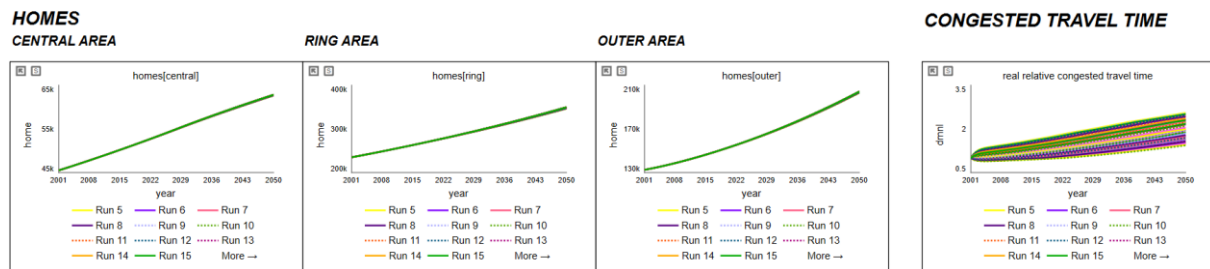 HOMES
CONGESTED TRAVEL TIME
CENTRAL AREA
RING AREA
OUTER AREA
S
homes[central]
65k
55k
45k
home
2001 2008 2015 2022 2029 2036 2043 2050
year
Run 5 Run 6 Run 7
Run 8 Run 9 Run 10
Run 11 Run 12 Run 13
Run 14 Run 15 More →
S
homes[ring]
400k
300k
200k
home
2001 2008 2015 2022 2029 2036 2043 2050
year
Run 5 Run 6 Run 7
Run 8 Run 9 Run 10
Run 11 Run 12 Run 13
Run 14 Run 15 More →
S
homes[outer]
210k
170k
130k
home
2001 2008 2015 2022 2029 2036 2043 2050
year
Run 5 Run 6 Run 7
Run 8 Run 9 Run 10
Run 11 Run 12 Run 13
Run 14 Run 15 More →
S
real relative congested travel time
3.5
2
0.5
dmnl
2001 2008 2015 2022 2029 2036 2043 2050
year
Run 5 Run 6 Run 7
Run 8 Run 9 Run 10
Run 11 Run 12 Run 13
Run 14 Run 15 More →